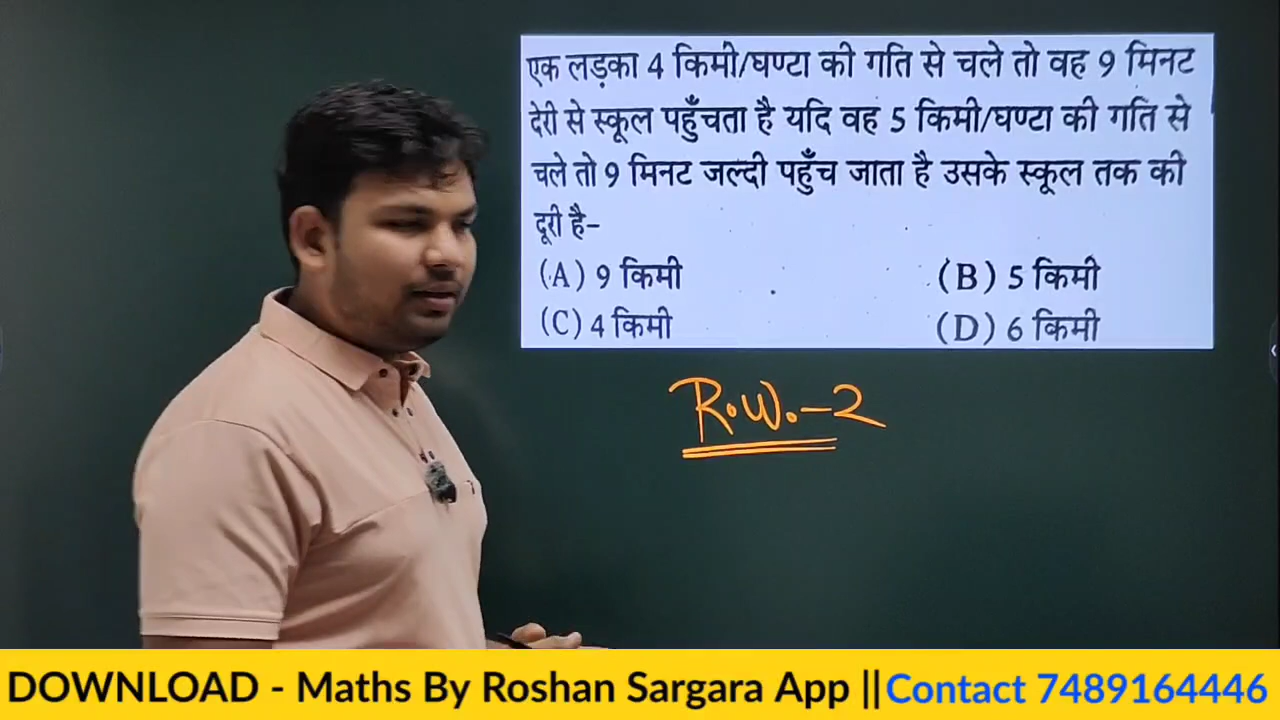 एक लड़का 4 किमी/घण्टा की गति से चले तो वह 9 मिनट
देरी से स्कूल पहुँचता है यदि वह 5 किमी/घण्टा की गति से
चले तो 9 मिनट जल्दी पहुँच जाता है उसके स्कूल तक की
दूरी है-
(A) 9 किमी (B) 5 किमी
(C) 4 किमी (D) 6 किमी
R.W.-2
DOWNLOAD - Maths By Roshan Sargara App || Contact 7489164446